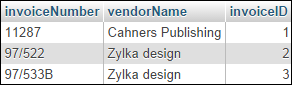 invoiceNumber vendorName invoiceID
11287 Cahners Publishing 1
97/522 Zylka design 2
97/533B Zylka design 3